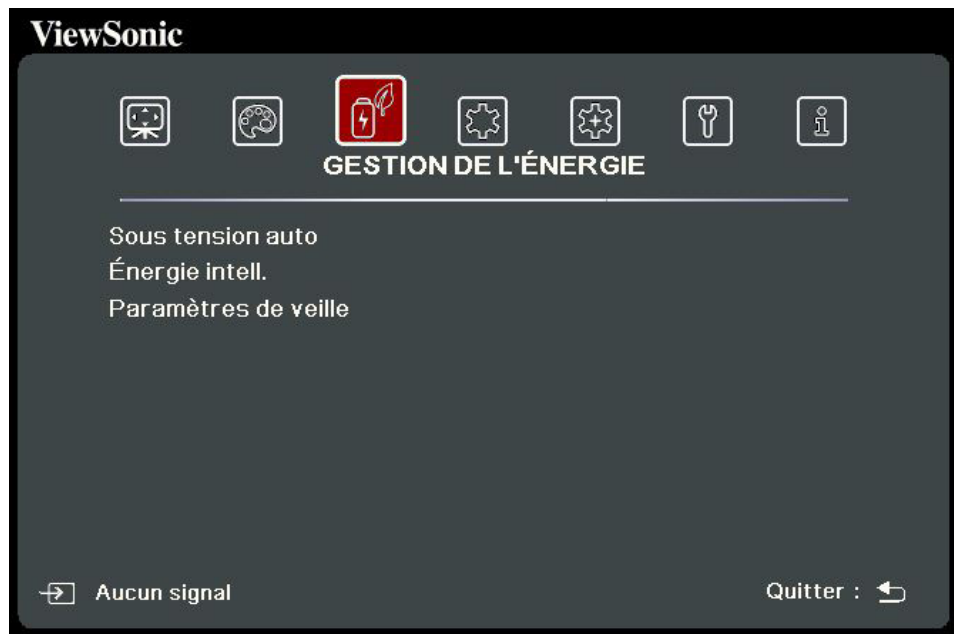 ViewSonic
GESTION DE L'ÉNERGIE
Sous tension auto
Énergie intell.
Paramètres de veille
Aucun signal
Quitter :